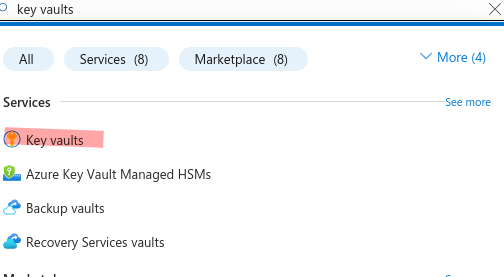 key vaults
All
Services (8)
Marketplace (8)
More (4)
Services
See more
Key vaults
Azure Key Vault Managed HSMs
Backup vaults
Recovery Services vaults